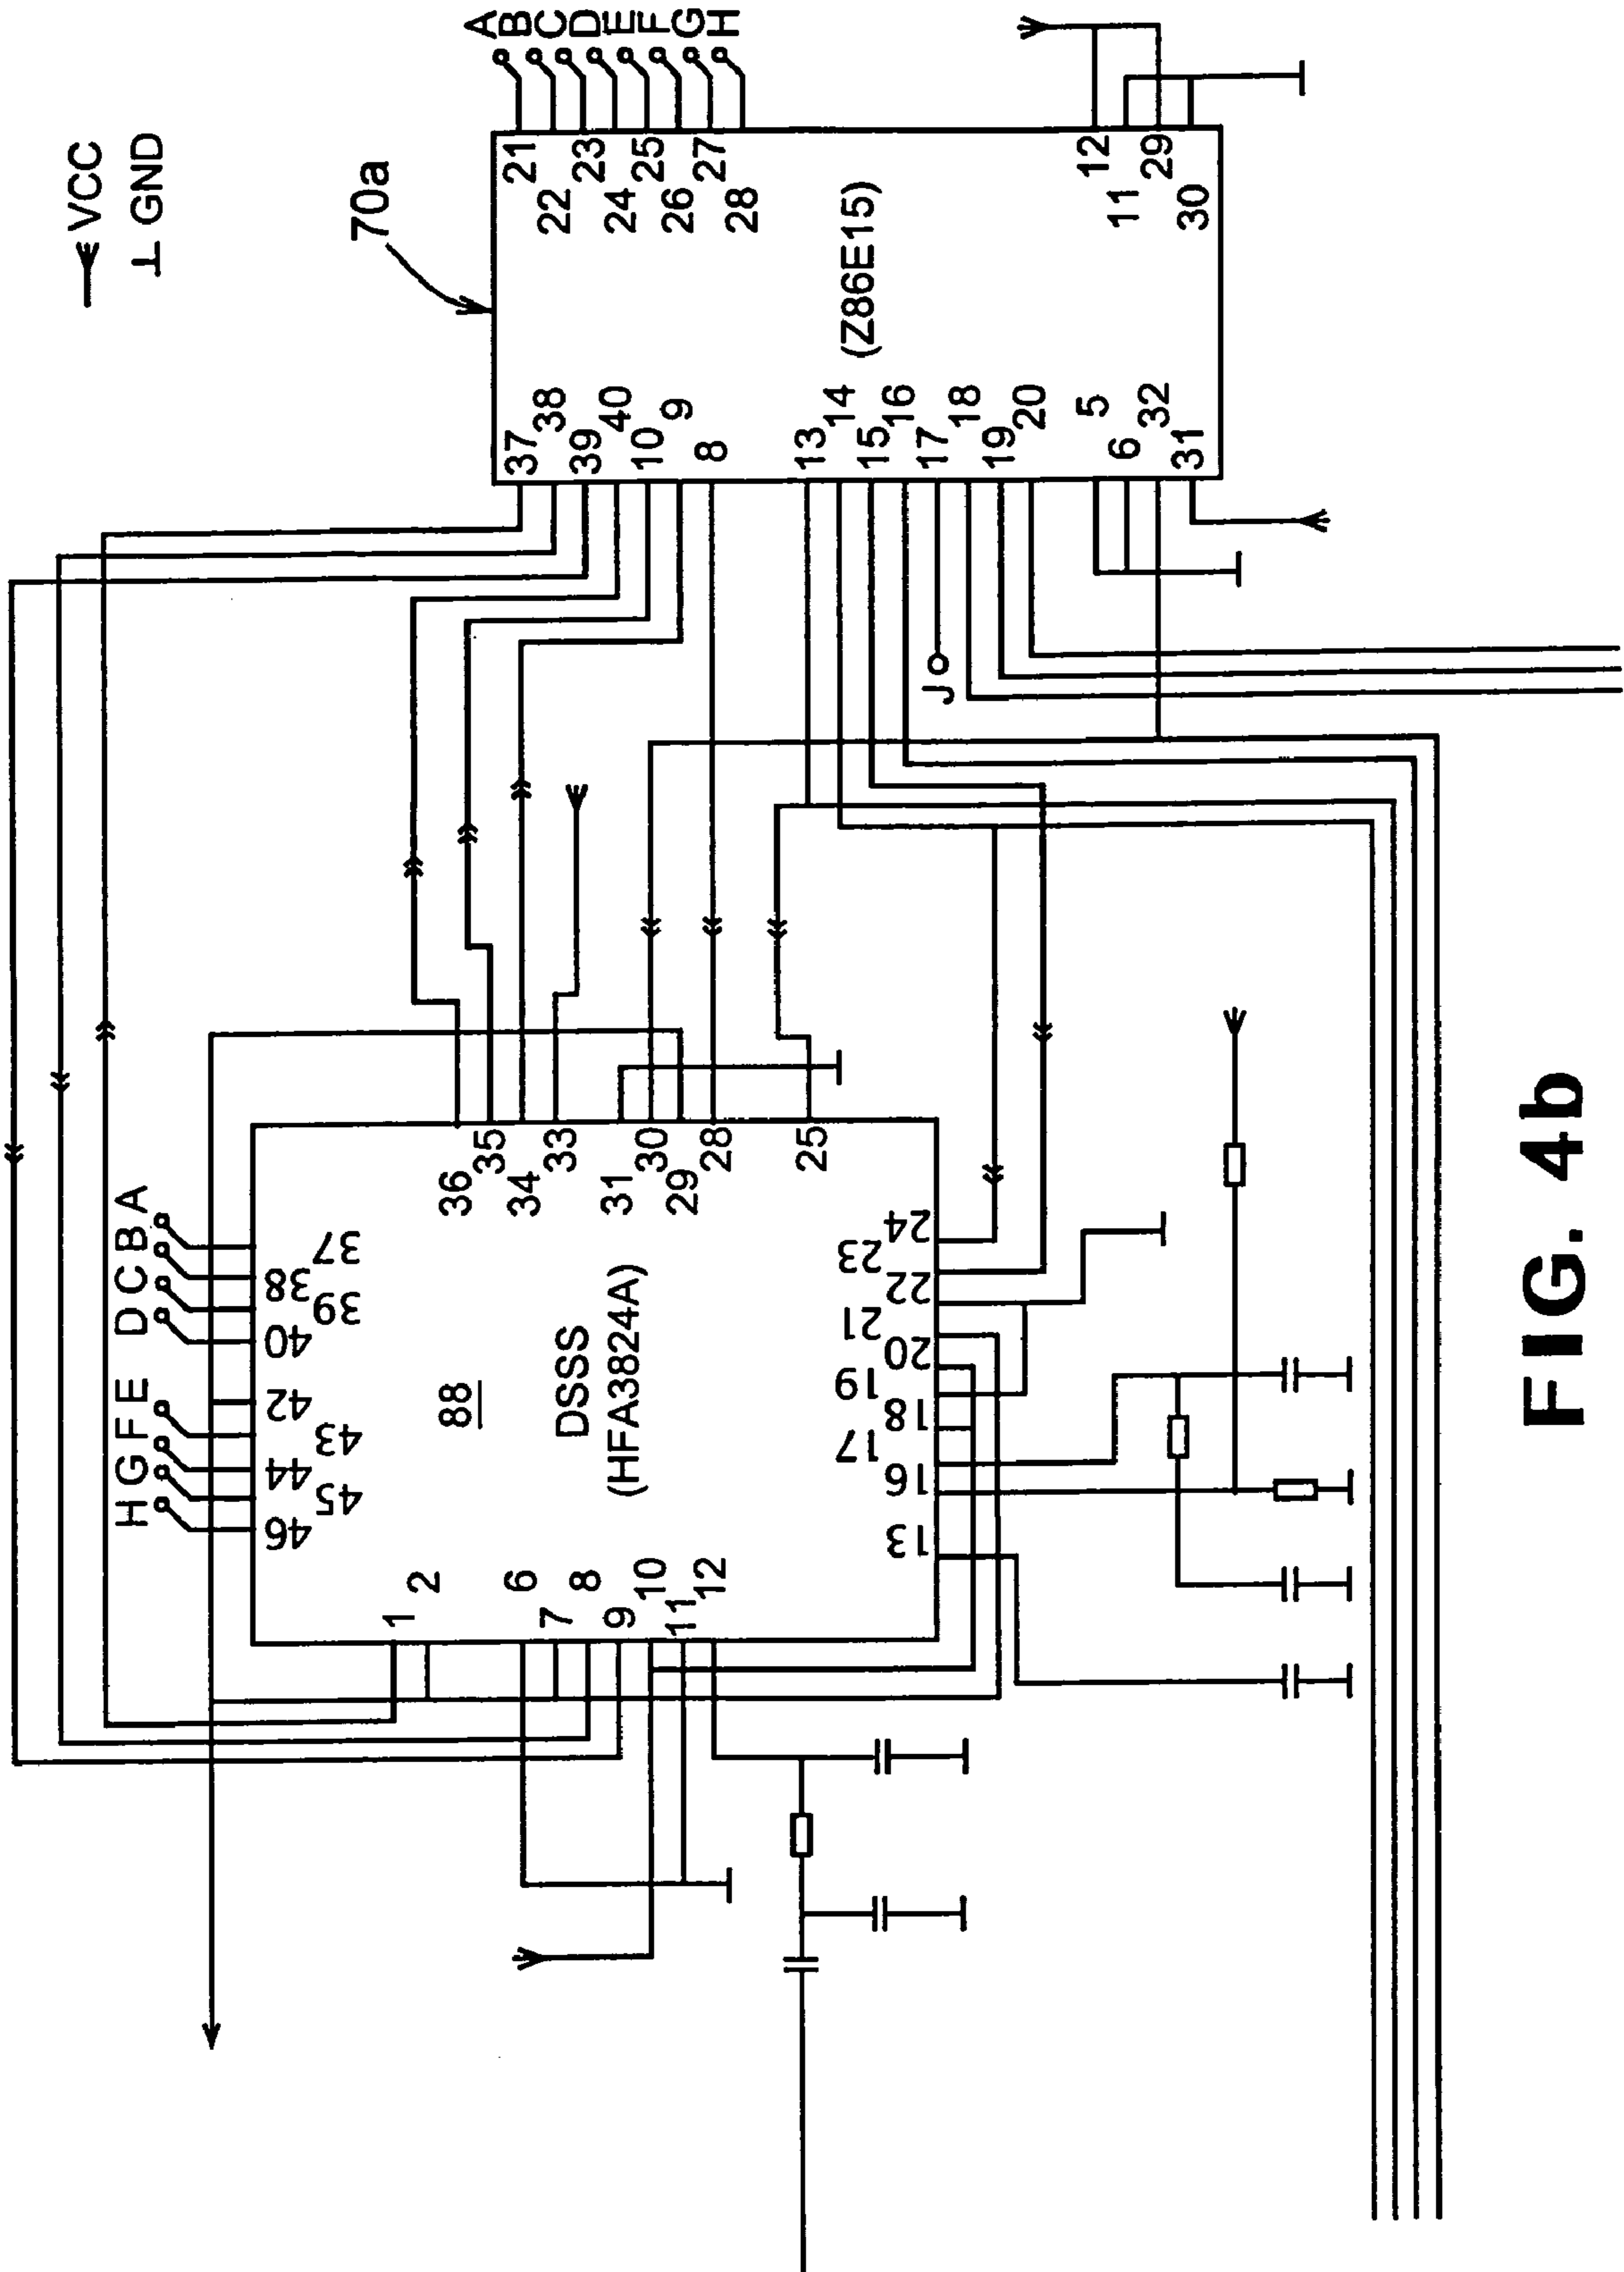 VCC
GND
70a
A
B
C
D
E
F
G
H
21
22
23
24
25
26
27
28
12
11
29
30
(Z86E15)
37
38
39
40
10
9
8
13
14
15
16
17
18
19
20
5
6
32
31
J
A
B
C
D
E
F
G
H
37
38
39
40
42
43
44
45
46
36
35
34
33
31
30
29
28
25
88
DSSS
(HFA3824A)
1
2
6
7
8
9
10
11
12
24
23
22
21
20
19
18
17
16
13
FIG. 4b